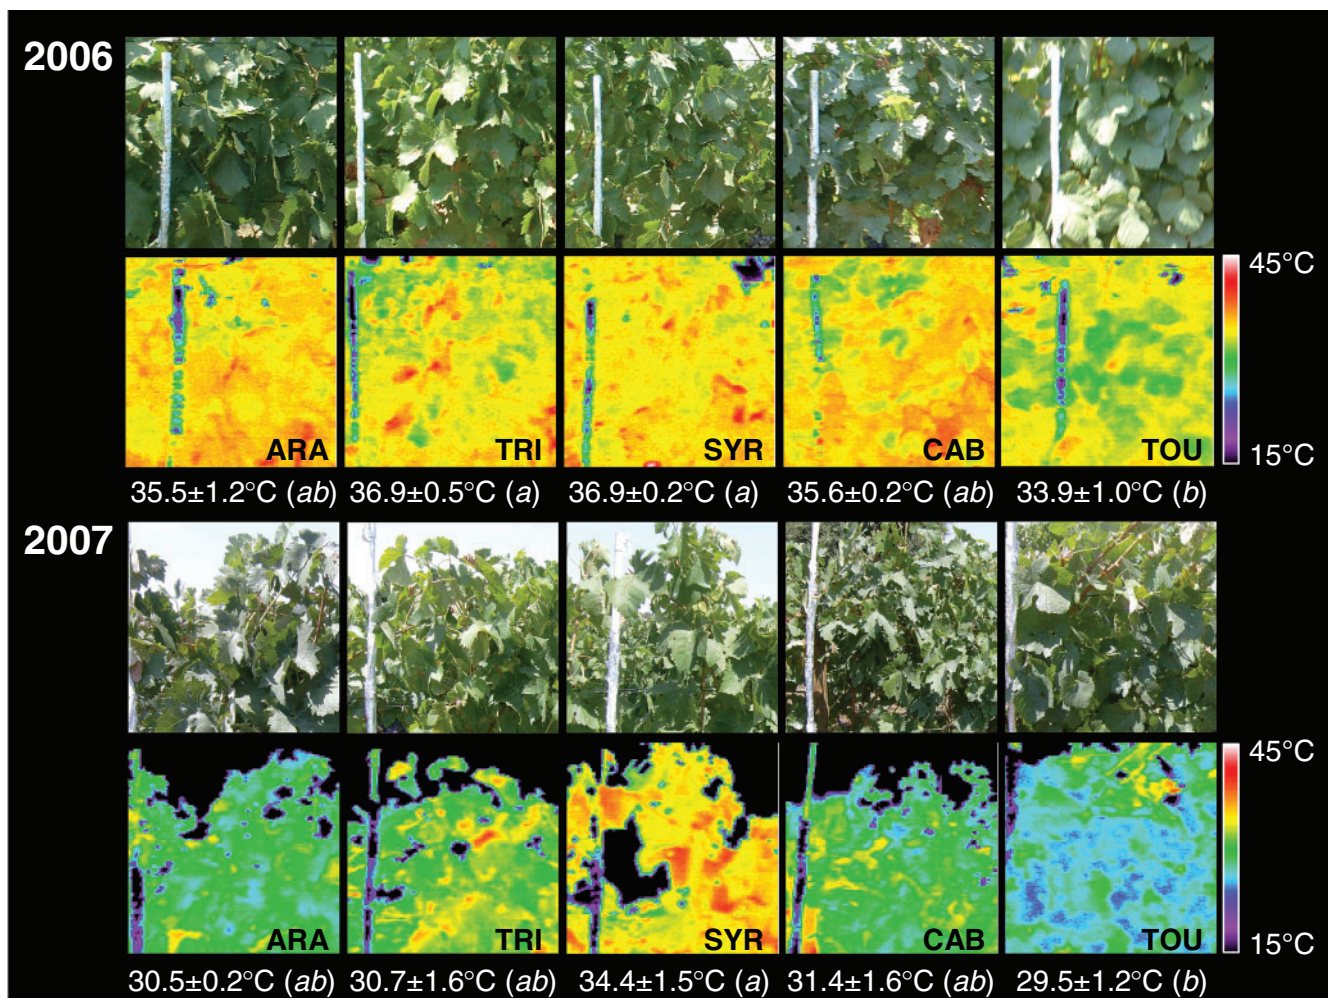 2006
45°C
ARA TRI SYR CAB TOU 15°C
35.5±1.2°C (ab) 36.9±0.5°C (a) 36.9±0.2°C (a) 35.6±0.2°C (ab) 33.9±1.0°C (b)
2007
45°C
ARA TRI SYR CAB TOU 15°C
30.5±0.2°C (ab) 30.7±1.6°C (ab) 34.4±1.5°C (a) 31.4±1.6°C (ab) 29.5±1.2°C (b)